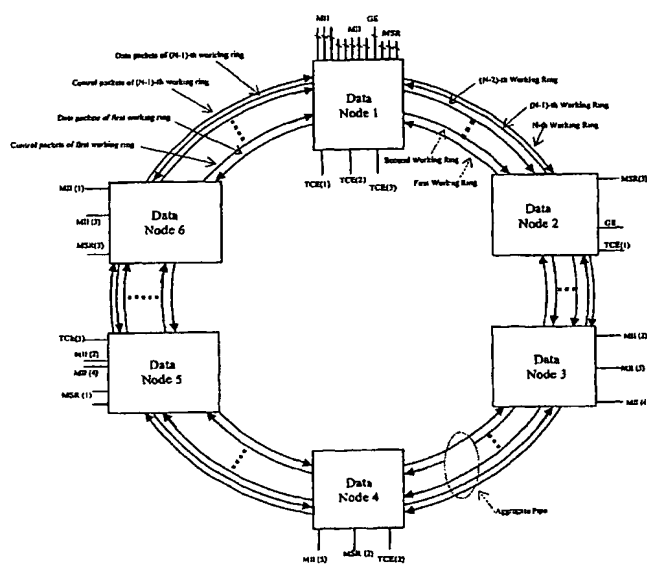 MII
GE
MII
MSR
Data packets of (N-1)-th working ring
Control packets of (N-1)-th working ring
Data packets of first working ring
Control packets of first working ring
Data
Node 1
(N-2)-th Working Ring
(N-1)-th Working Ring
N-th Working Ring
Second Working Ring
First Working Ring
TCE(1)
TCE(2)
TCE(3)
MII (1)
MII (3)
MSR(3)
Data
Node 6
Data
Node 2
MSR(3)
GE
TCE(1)
TCE(1)
MII (2)
MII (4)
MSR (1)
Data
Node 5
Data
Node 3
MII (2)
Data
Node 4
Aggregate Pipe
MSR (2)
TCE(2)